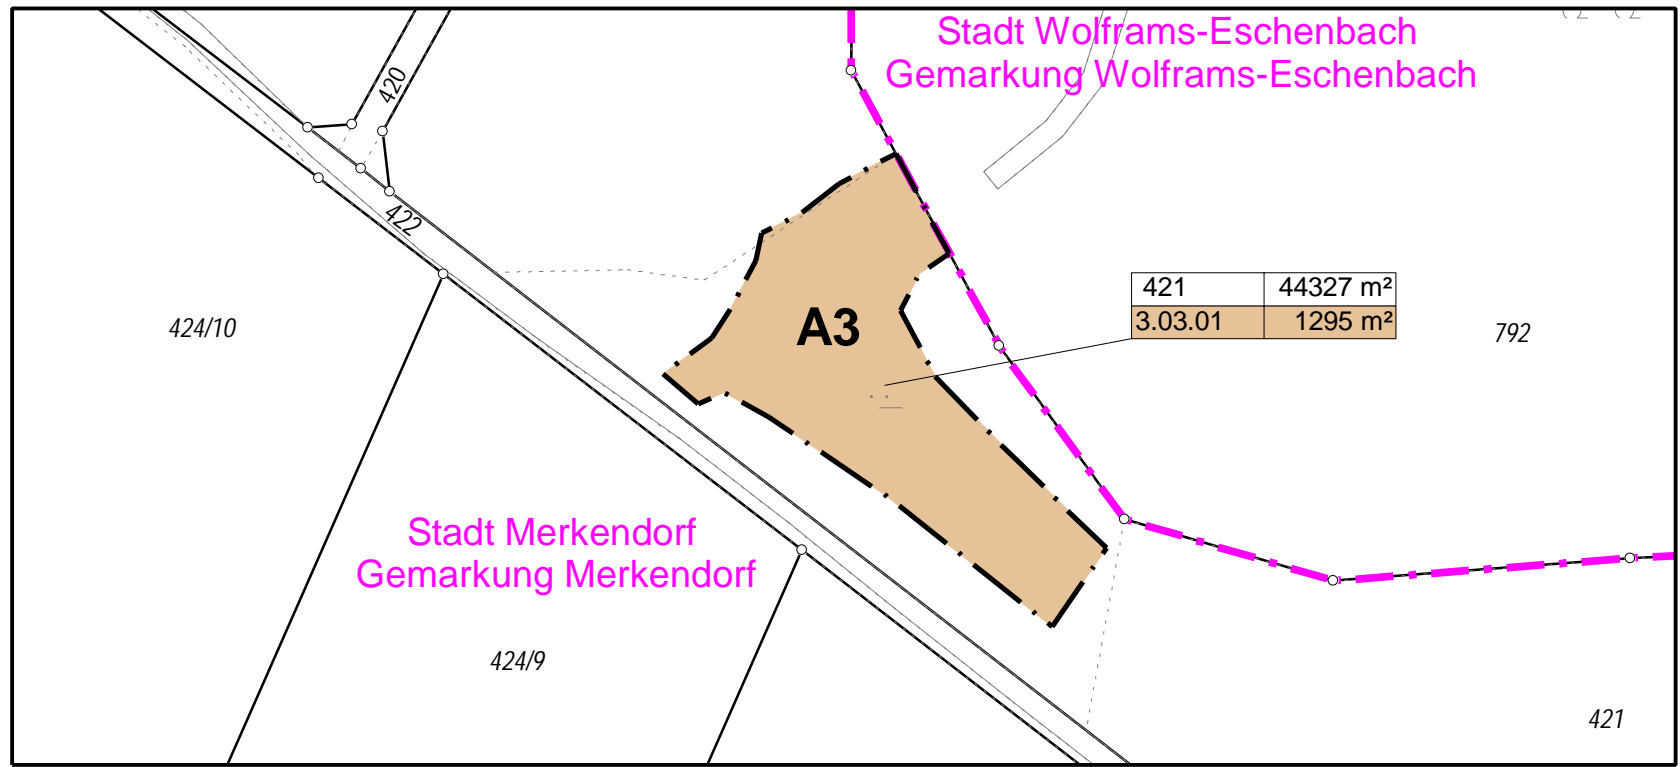 Stadt Wolframs-Eschenbach
Gemarkung Wolframs-Eschenbach
420
422
421 44327 m²
3.03.01 1295 m²
424/10
A3
792
Stadt Merkendorf
Gemarkung Merkendorf
424/9
421